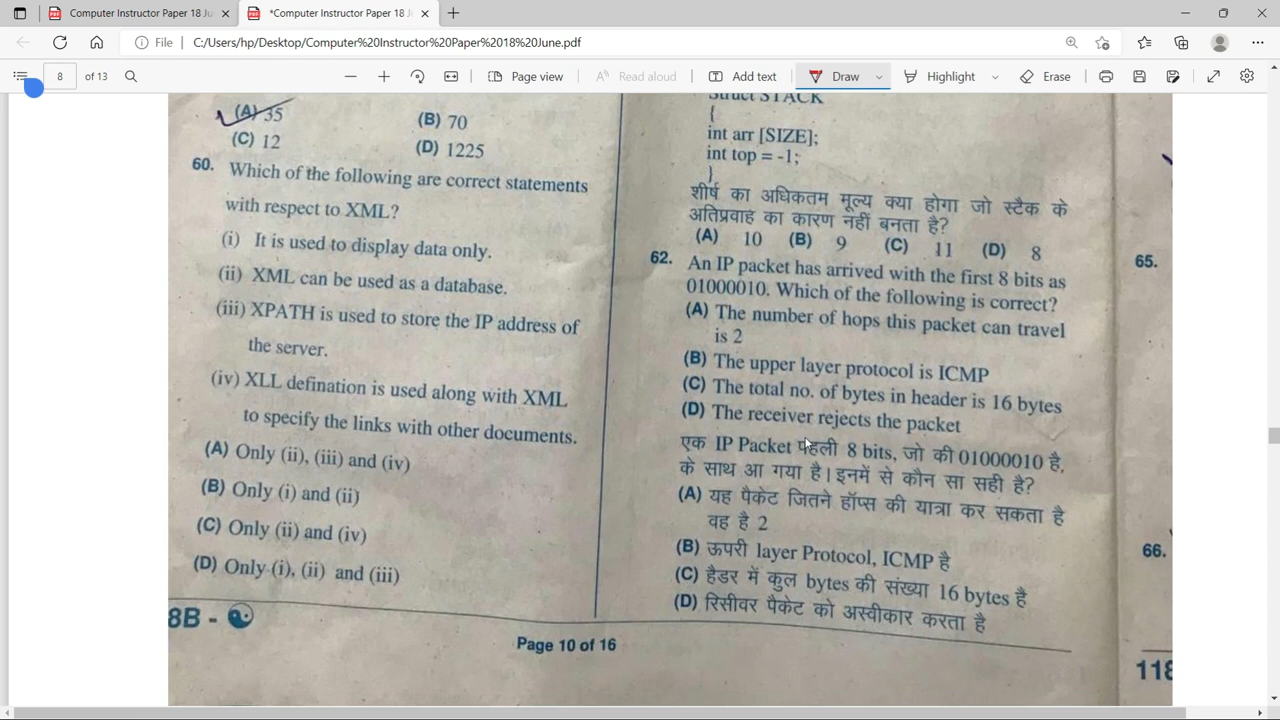 Computer Instructor Paper 18 Ju
*Computer Instructor Paper 18 J
File
C:/Users/hp/Desktop/Computer%20Instructor%20Paper%2018%20June.pdf
8
of 13
Page view
Read aloud
Add text
Draw
Highlight
Erase
(A) 35
(B) 70
(C) 12
(D) 1225
60. Which of the following are correct statements
with respect to XML?
(i) It is used to display data only.
(ii) XML can be used as a database.
(iii) XPATH is used to store the IP address of
the server.
(iv) XLL defination is used along with XML
to specify the links with other documents.
(A) Only (ii), (iii) and (iv)
(B) Only (i) and (ii)
(C) Only (ii) and (iv)
(D) Only (i), (ii) and (iii)
8B -
Struct STACK
{
int arr [SIZE];
int top = -1;
}
शीर्ष का अधिकतम मूल्य क्या होगा जो स्टैक के
अतिप्रवाह का कारण नहीं बनता है?
(A) 10 (B) 9 (C) 11 (D) 8
62. An IP packet has arrived with the first 8 bits as
01000010. Which of the following is correct?
(A) The number of hops this packet can travel
is 2
(B) The upper layer protocol is ICMP
(C) The total no. of bytes in header is 16 bytes
(D) The receiver rejects the packet
एक IP Packet पहली 8 bits, जो की 01000010 है,
के साथ आ गया है। इनमें से कौन सा सही है?
(A) यह पैकेट जितने हॉप्स की यात्रा कर सकता है
वह है 2
(B) ऊपरी layer Protocol, ICMP है
(C) हैडर में कुल bytes की संख्या 16 bytes है
(D) रिसीवर पैकेट को अस्वीकार करता है
Page 10 of 16
65.
66.
118